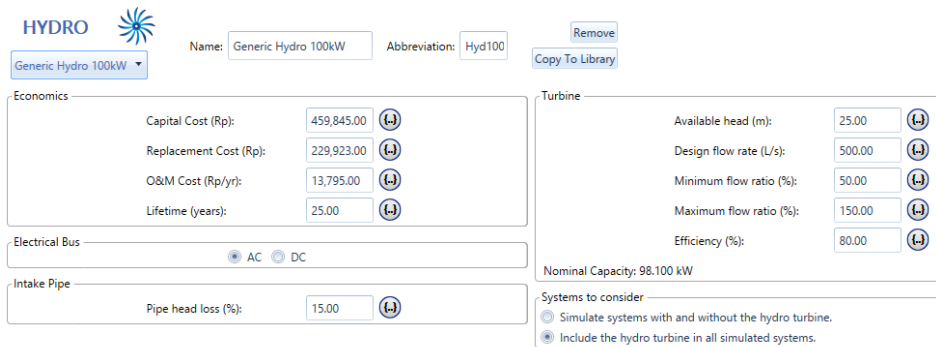 HYDRO
Generic Hydro 100kW
Name: Generic Hydro 100kW Abbreviation: Hyd100
Remove
Copy To Library
Economics
Capital Cost (Rp): 459,845.00 {..}
Replacement Cost (Rp): 229,923.00 {..}
O&M Cost (Rp/yr): 13,795.00 {..}
Lifetime (years): 25.00 {..}
Electrical Bus
AC DC
Intake Pipe
Pipe head loss (%): 15.00 {..}
Turbine
Available head (m): 25.00 {..}
Design flow rate (L/s): 500.00 {..}
Minimum flow ratio (%): 50.00 {..}
Maximum flow ratio (%): 150.00 {..}
Efficiency (%): 80.00 {..}
Nominal Capacity: 98.100 kW
Systems to consider
Simulate systems with and without the hydro turbine.
Include the hydro turbine in all simulated systems.